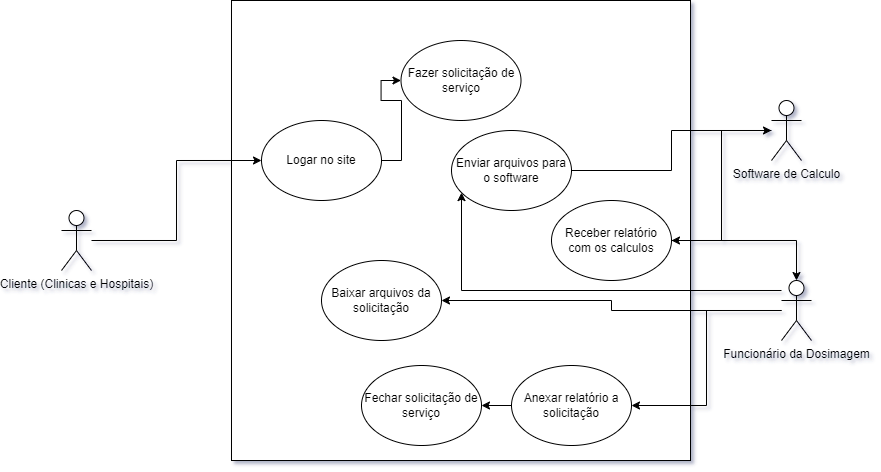 Fazer solicitação de
serviço
Logar no site
Enviar arquivos para
o software
Software de Calculo
Receber relatório
com os calculos
Cliente (Clinicas e Hospitais)
Baixar arquivos da
solicitação
Funcionário da Dosimagem
Fechar solicitação de
serviço
Anexar relatório a
solicitação